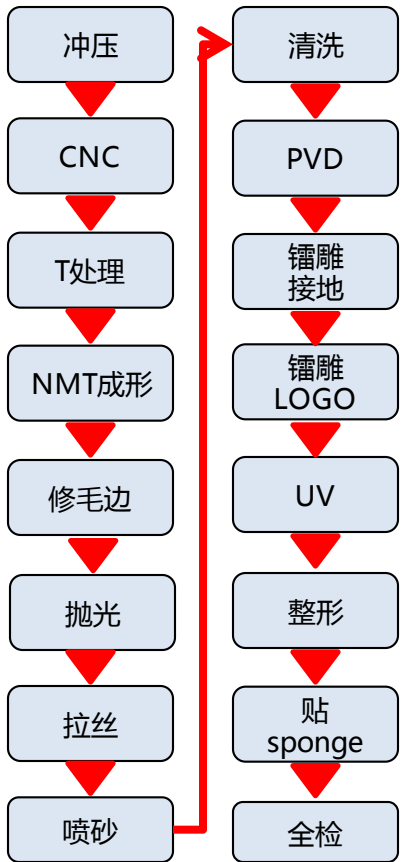 冲压
CNC
T处理
NMT成形
修毛边
抛光
拉丝
喷砂
清洗
PVD
镭雕
接地
镭雕
LOGO
UV
整形
贴
sponge
全检